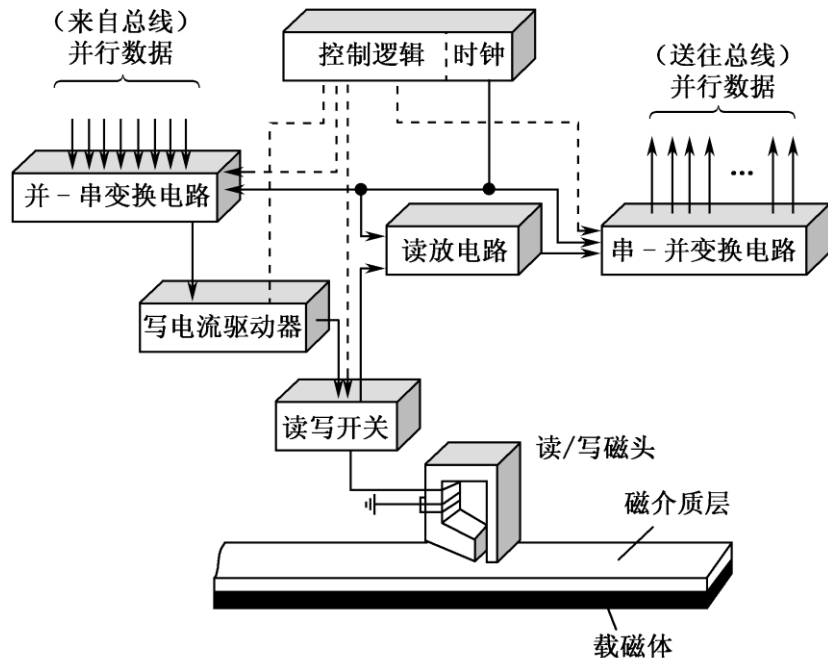 （来自总线）
并行数据
控制逻辑
时钟
（送往总线）
并行数据
并－串变换电路
读放电路
串－并变换电路
写电流驱动器
读写开关
读/写磁头
磁介质层
载磁体